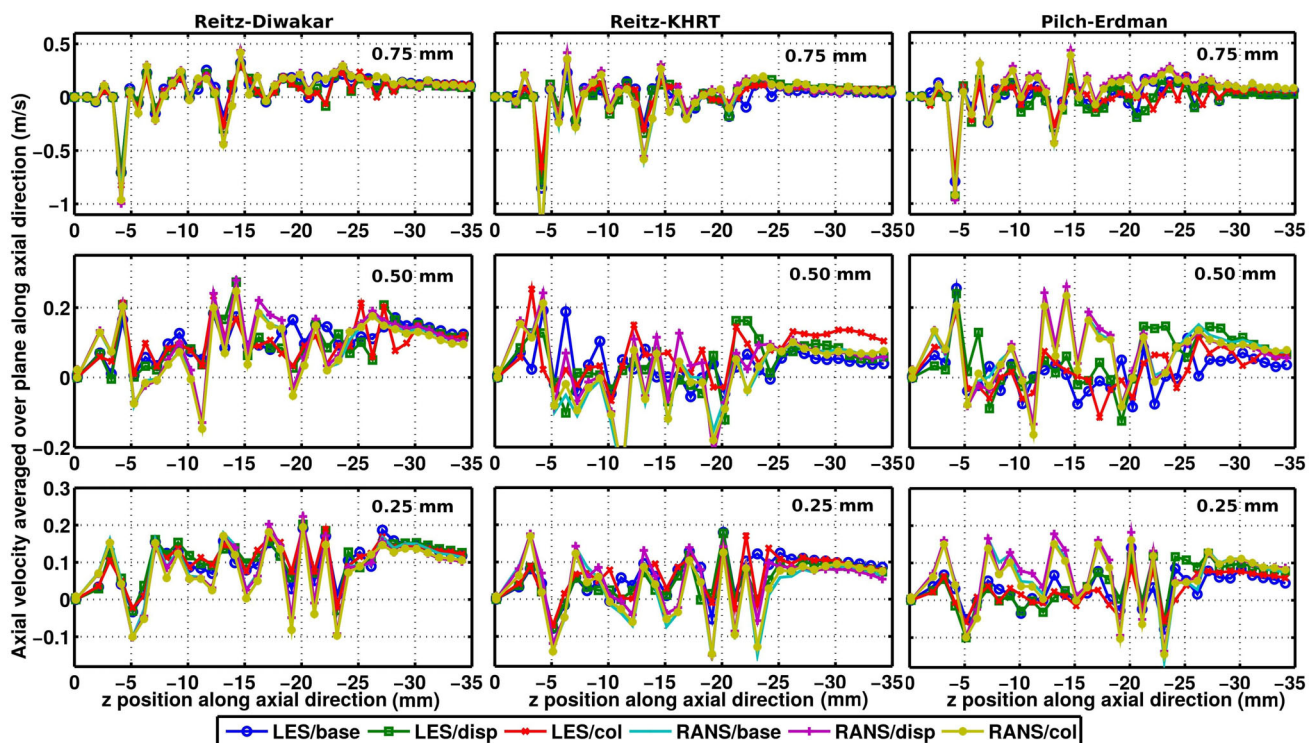 Reitz-Diwakar Reitz-KHRT Pilch-Erdman
Axial velocity averaged over plane along axial direction (m/s)
0.75 mm 0.75 mm 0.75 mm
0.5
0
−0.5
−1
0 −5 −10 −15 −20 −25 −30 −35 0 −5 −10 −15 −20 −25 −30 −35 0 −5 −10 −15 −20 −25 −30 −35
0.50 mm 0.50 mm 0.50 mm
0.2
0
−0.2
0 −5 −10 −15 −20 −25 −30 −35 0 −5 −10 −15 −20 −25 −30 −35 0 −5 −10 −15 −20 −25 −30 −35
0.3
0.25 mm 0.25 mm 0.25 mm
0.2
0.1
0
−0.1
0 −5 −10 −15 −20 −25 −30 −35 0 −5 −10 −15 −20 −25 −30 −35 0 −5 −10 −15 −20 −25 −30 −35
z position along axial direction (mm) z position along axial direction (mm) z position along axial direction (mm)
LES/base LES/disp LES/col RANS/base RANS/disp RANS/col